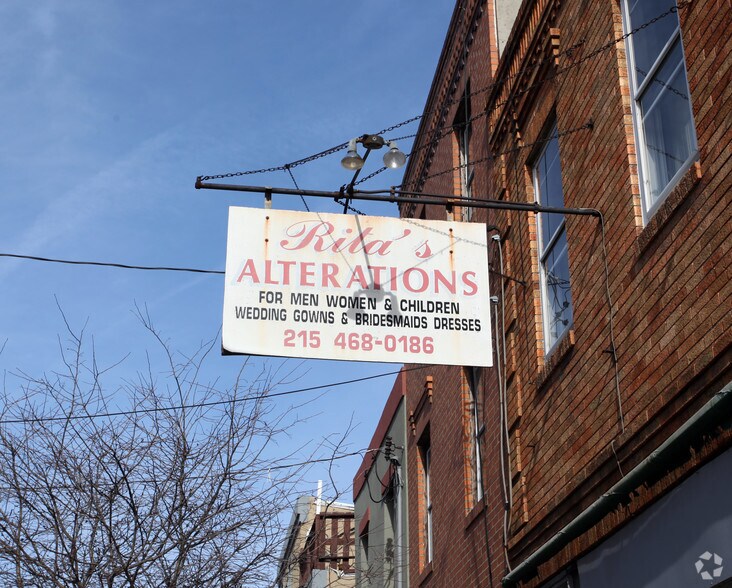 Rita's
ALTERATIONS
FOR MEN WOMEN & CHILDREN
WEDDING GOWNS & BRIDESMAIDS DRESSES
215 468-0186